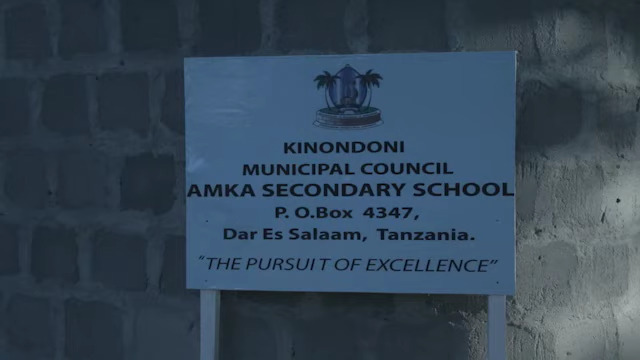 KINONDONI
MUNICIPAL COUNCIL
AMKA SECONDARY SCHOOL
P. O.Box 4347,
Dar Es Salaam, Tanzania.
"THE PURSUIT OF EXCELLENCE"